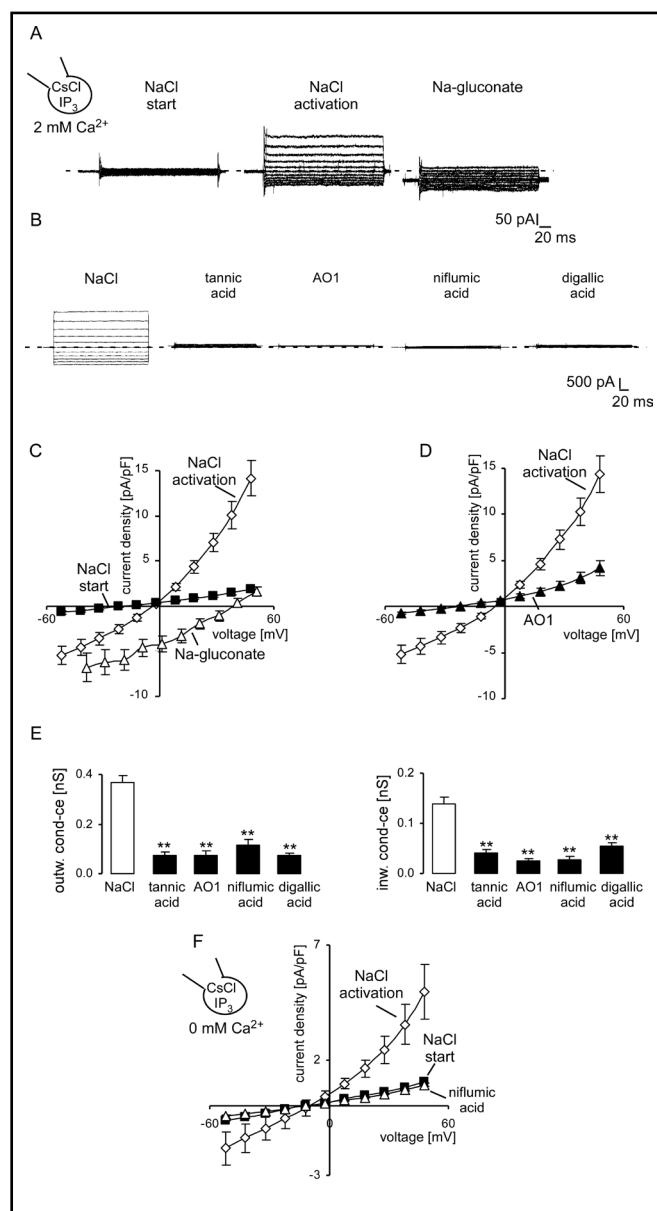 A
CsCl
IP3
2 mM Ca2+
NaCl
start
NaCl
activation
Na-gluconate
50 pA
20 ms
B
NaCl
tannic
acid
AO1
niflumic
acid
digallic
acid
500 pA
20 ms
C
current density [pA/pF]
15
10
5
-5
-10
NaCl
activation
NaCl
start
-60
0
60
voltage [mV]
Na-gluconate
D
current density [pA/pF]
15
10
5
-5
-10
NaCl
activation
-60
0
60
AO1
voltage [mV]
E
outw. cond-ce [nS]
0.4
0.2
0.0
** ** ** **
NaCl
tannic
acid
AO1
niflumic
acid
digallic
acid
inw. cond-ce [nS]
0.2
0.1
0.0
** ** ** **
NaCl
tannic
acid
AO1
niflumic
acid
digallic
acid
F
CsCl
IP3
0 mM Ca2+
current density [pA/pF]
7
2
-3
NaCl
activation
NaCl
start
niflumic
acid
-60
0
60
voltage [mV]